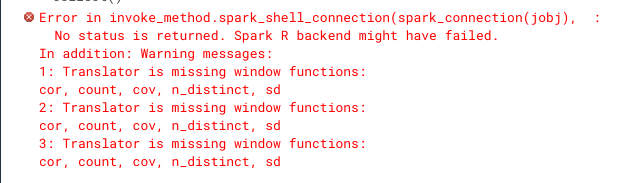 Error in invoke_method.spark_shell_connection(spark_connection(jobj),  :
No status is returned. Spark R backend might have failed.
In addition: Warning messages:
1: Translator is missing window functions:
cor, count, cov, n_distinct, sd
2: Translator is missing window functions:
cor, count, cov, n_distinct, sd
3: Translator is missing window functions:
cor, count, cov, n_distinct, sd